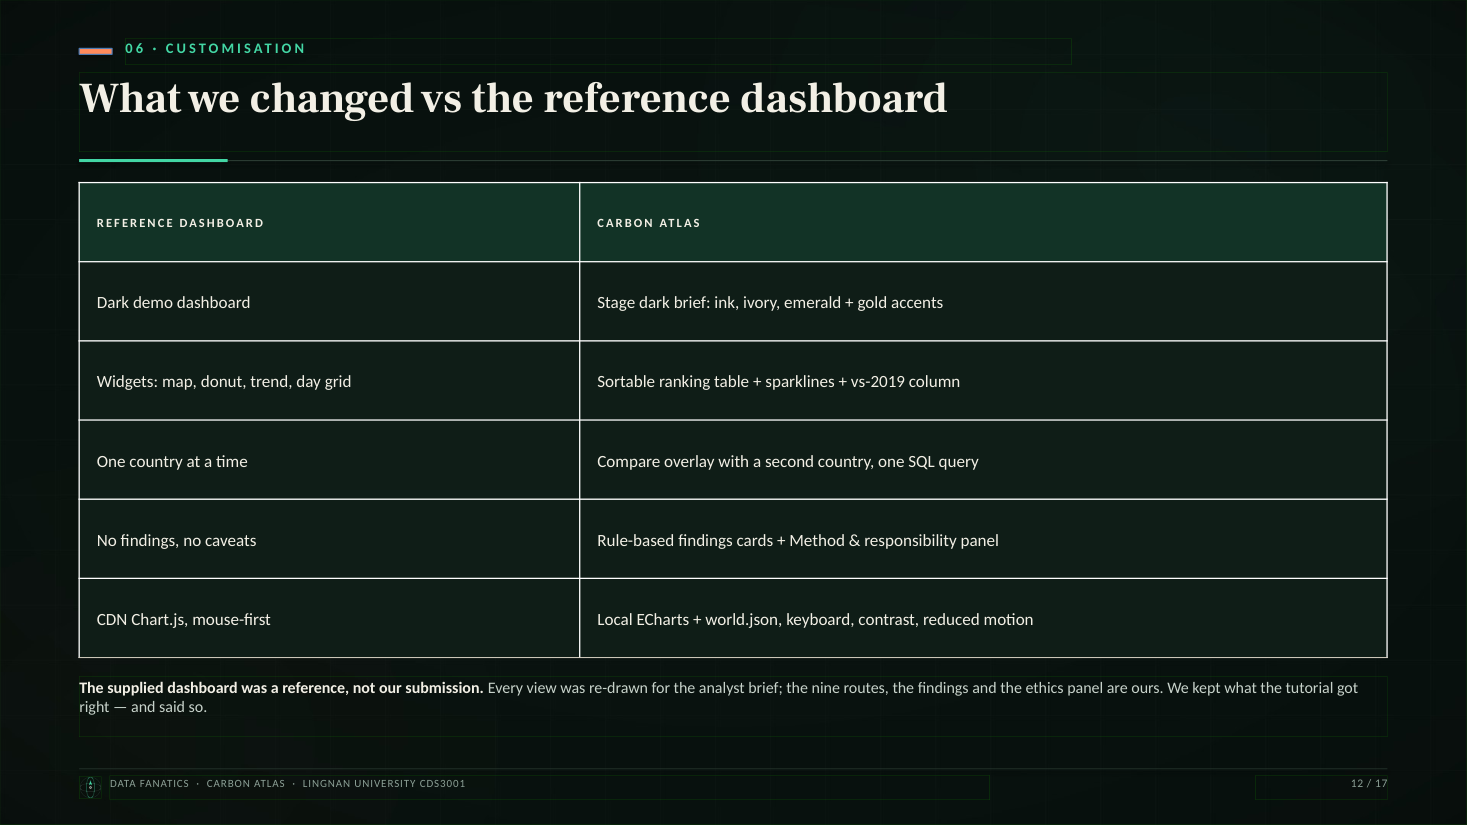 06 · CUSTOMISATION
What we changed vs the reference dashboard
REFERENCE DASHBOARD
CARBON ATLAS
Dark demo dashboard
Stage dark brief: ink, ivory, emerald + gold accents
Widgets: map, donut, trend, day grid
Sortable ranking table + sparklines + vs-2019 column
One country at a time
Compare overlay with a second country, one SQL query
No findings, no caveats
Rule-based findings cards + Method & responsibility panel
CDN Chart.js, mouse-first
Local ECharts + world.json, keyboard, contrast, reduced motion
The supplied dashboard was a reference, not our submission. Every view was re-drawn for the analyst brief; the nine routes, the findings and the ethics panel are ours. We kept what the tutorial got
right — and said so.
DATA FANATICS · CARBON ATLAS · LINGNAN UNIVERSITY CDS3001
12 / 17